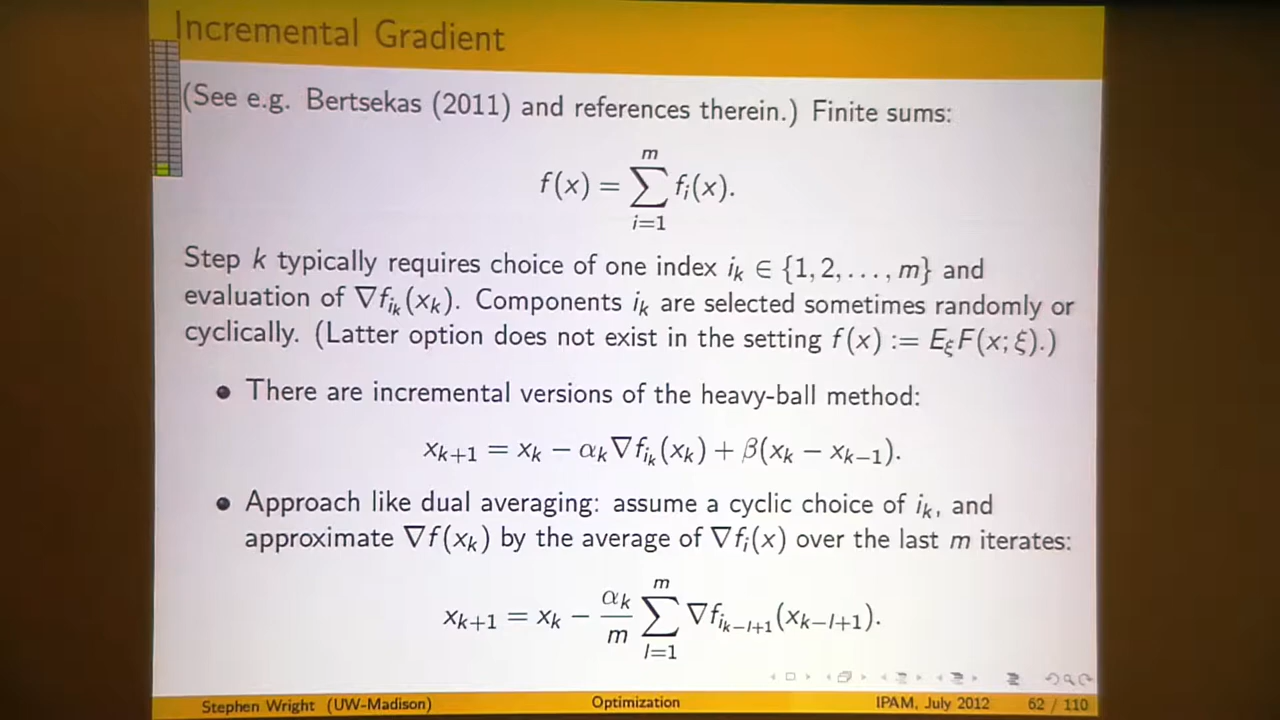 Incremental Gradient
(See e.g. Bertsekas (2011) and references therein.) Finite sums:
f(x) = ∑_{i=1}^{m} f_i(x).
Step k typically requires choice of one index i_k ∈ {1, 2, . . . , m} and
evaluation of ∇f_{i_k}(x_k). Components i_k are selected sometimes randomly or
cyclically. (Latter option does not exist in the setting f(x) := E_ξF(x; ξ).)
● There are incremental versions of the heavy-ball method:
x_{k+1} = x_k − α_k∇f_{i_k}(x_k) + β(x_k − x_{k−1}).
● Approach like dual averaging: assume a cyclic choice of i_k, and
approximate ∇f(x_k) by the average of ∇f_i(x) over the last m iterates:
x_{k+1} = x_k − \frac{α_k}{m} ∑_{l=1}^{m} ∇f_{i_{k−l+1}}(x_{k−l+1}).
Stephen Wright (UW-Madison) Optimization IPAM, July 2012 62 / 110